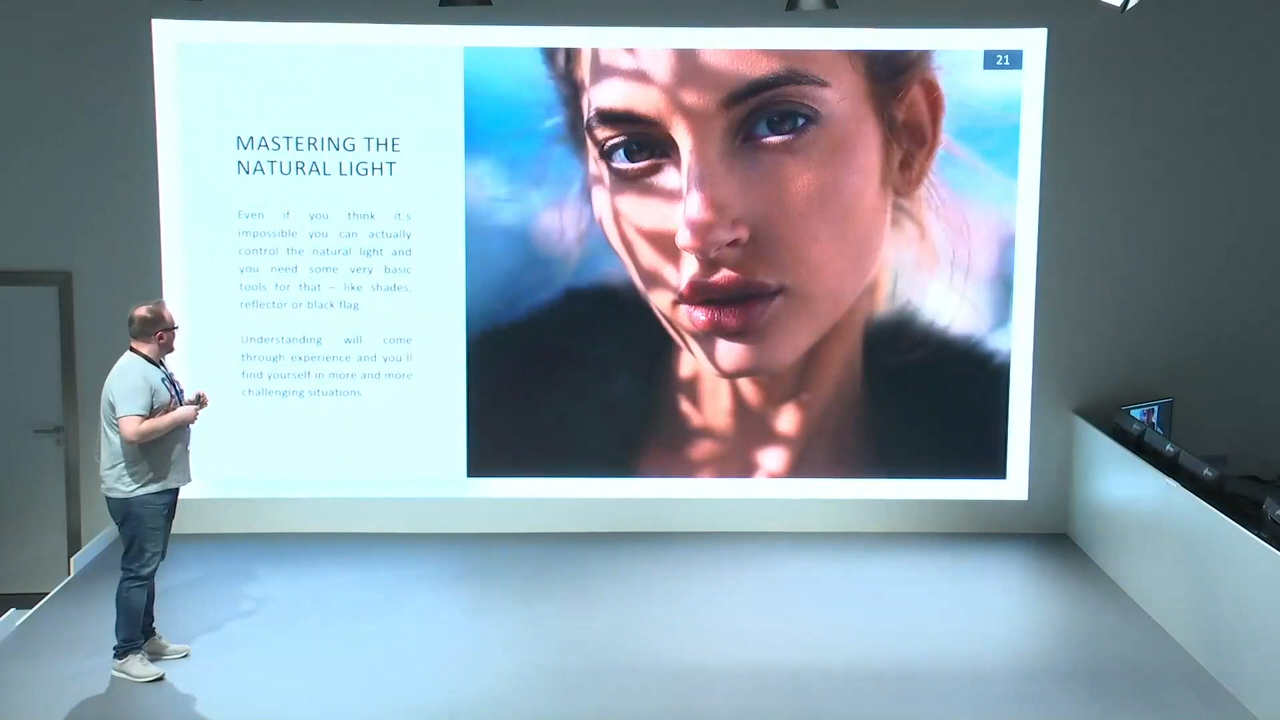 21
MASTERING THE
NATURAL LIGHT
Even if you think it s
impossible you can actually
control the natural light and
you need some very basic
tools for that – like shades,
reflector or black flag
Understanding will come
through experience and you ll
find yourself in more and more
challenging situations